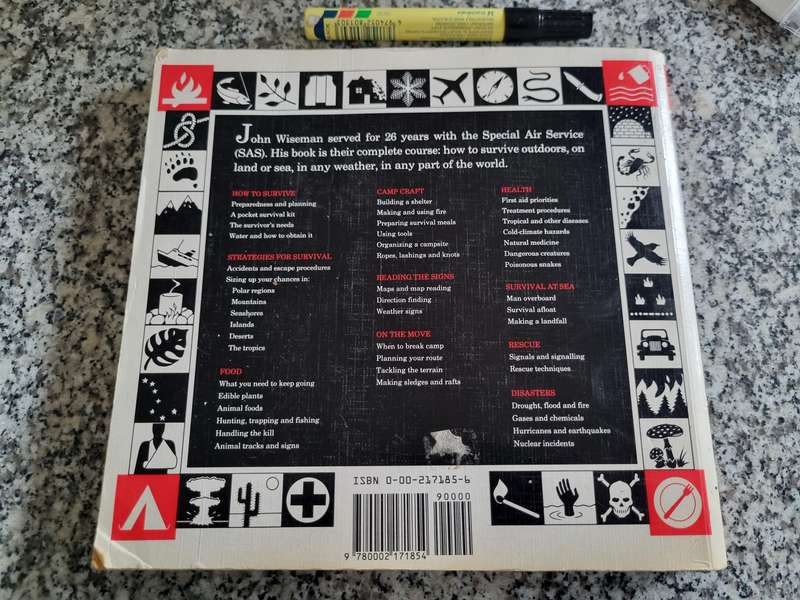 6974052801303
John Wiseman served for 26 years with the Special Air Service
(SAS). His book is their complete course: how to survive outdoors, on
land or sea, in any weather, in any part of the world.
HOW TO SURVIVE
Preparedness and planning
A pocket survival kit
The survivor's needs
Water and how to obtain it
STRATEGIES FOR SURVIVAL
Accidents and escape procedures
Sizing up your chances in:
Polar regions
Mountains
Seashores
Islands
Deserts
The tropics
FOOD
What you need to keep going
Edible plants
Animal foods
Hunting, trapping and fishing
Handling the kill
Animal tracks and signs
CAMP CRAFT
Building a shelter
Making and using fire
Preparing survival meals
Using tools
Organizing a campsite
Ropes, lashings and knots
READING THE SIGNS
Maps and map reading
Direction finding
Weather signs
ON THE MOVE
When to break camp
Planning your route
Tackling the terrain
Making sledges and rafts
HEALTH
First aid priorities
Treatment procedures
Tropical and other diseases
Cold-climate hazards
Natural medicine
Dangerous creatures
Poisonous snakes
SURVIVAL AT SEA
Man overboard
Survival afloat
Making a landfall
RESCUE
Signals and signalling
Rescue techniques
DISASTERS
Drought, flood and fire
Gases and chemicals
Hurricanes and earthquakes
Nuclear incidents
ISBN 0-00-217185-6
90000
9 780002 171854